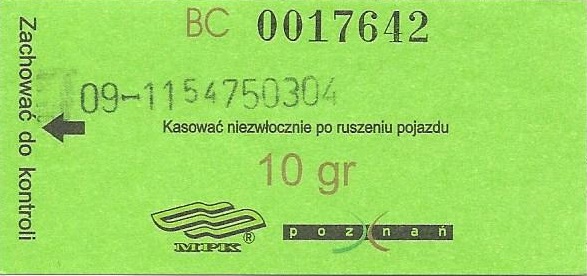 BC 0017642
09-1154750304
Kasować niezwłocznie po ruszeniu pojazdu
10 gr
MPK®
poznań
Zachować do kontroli